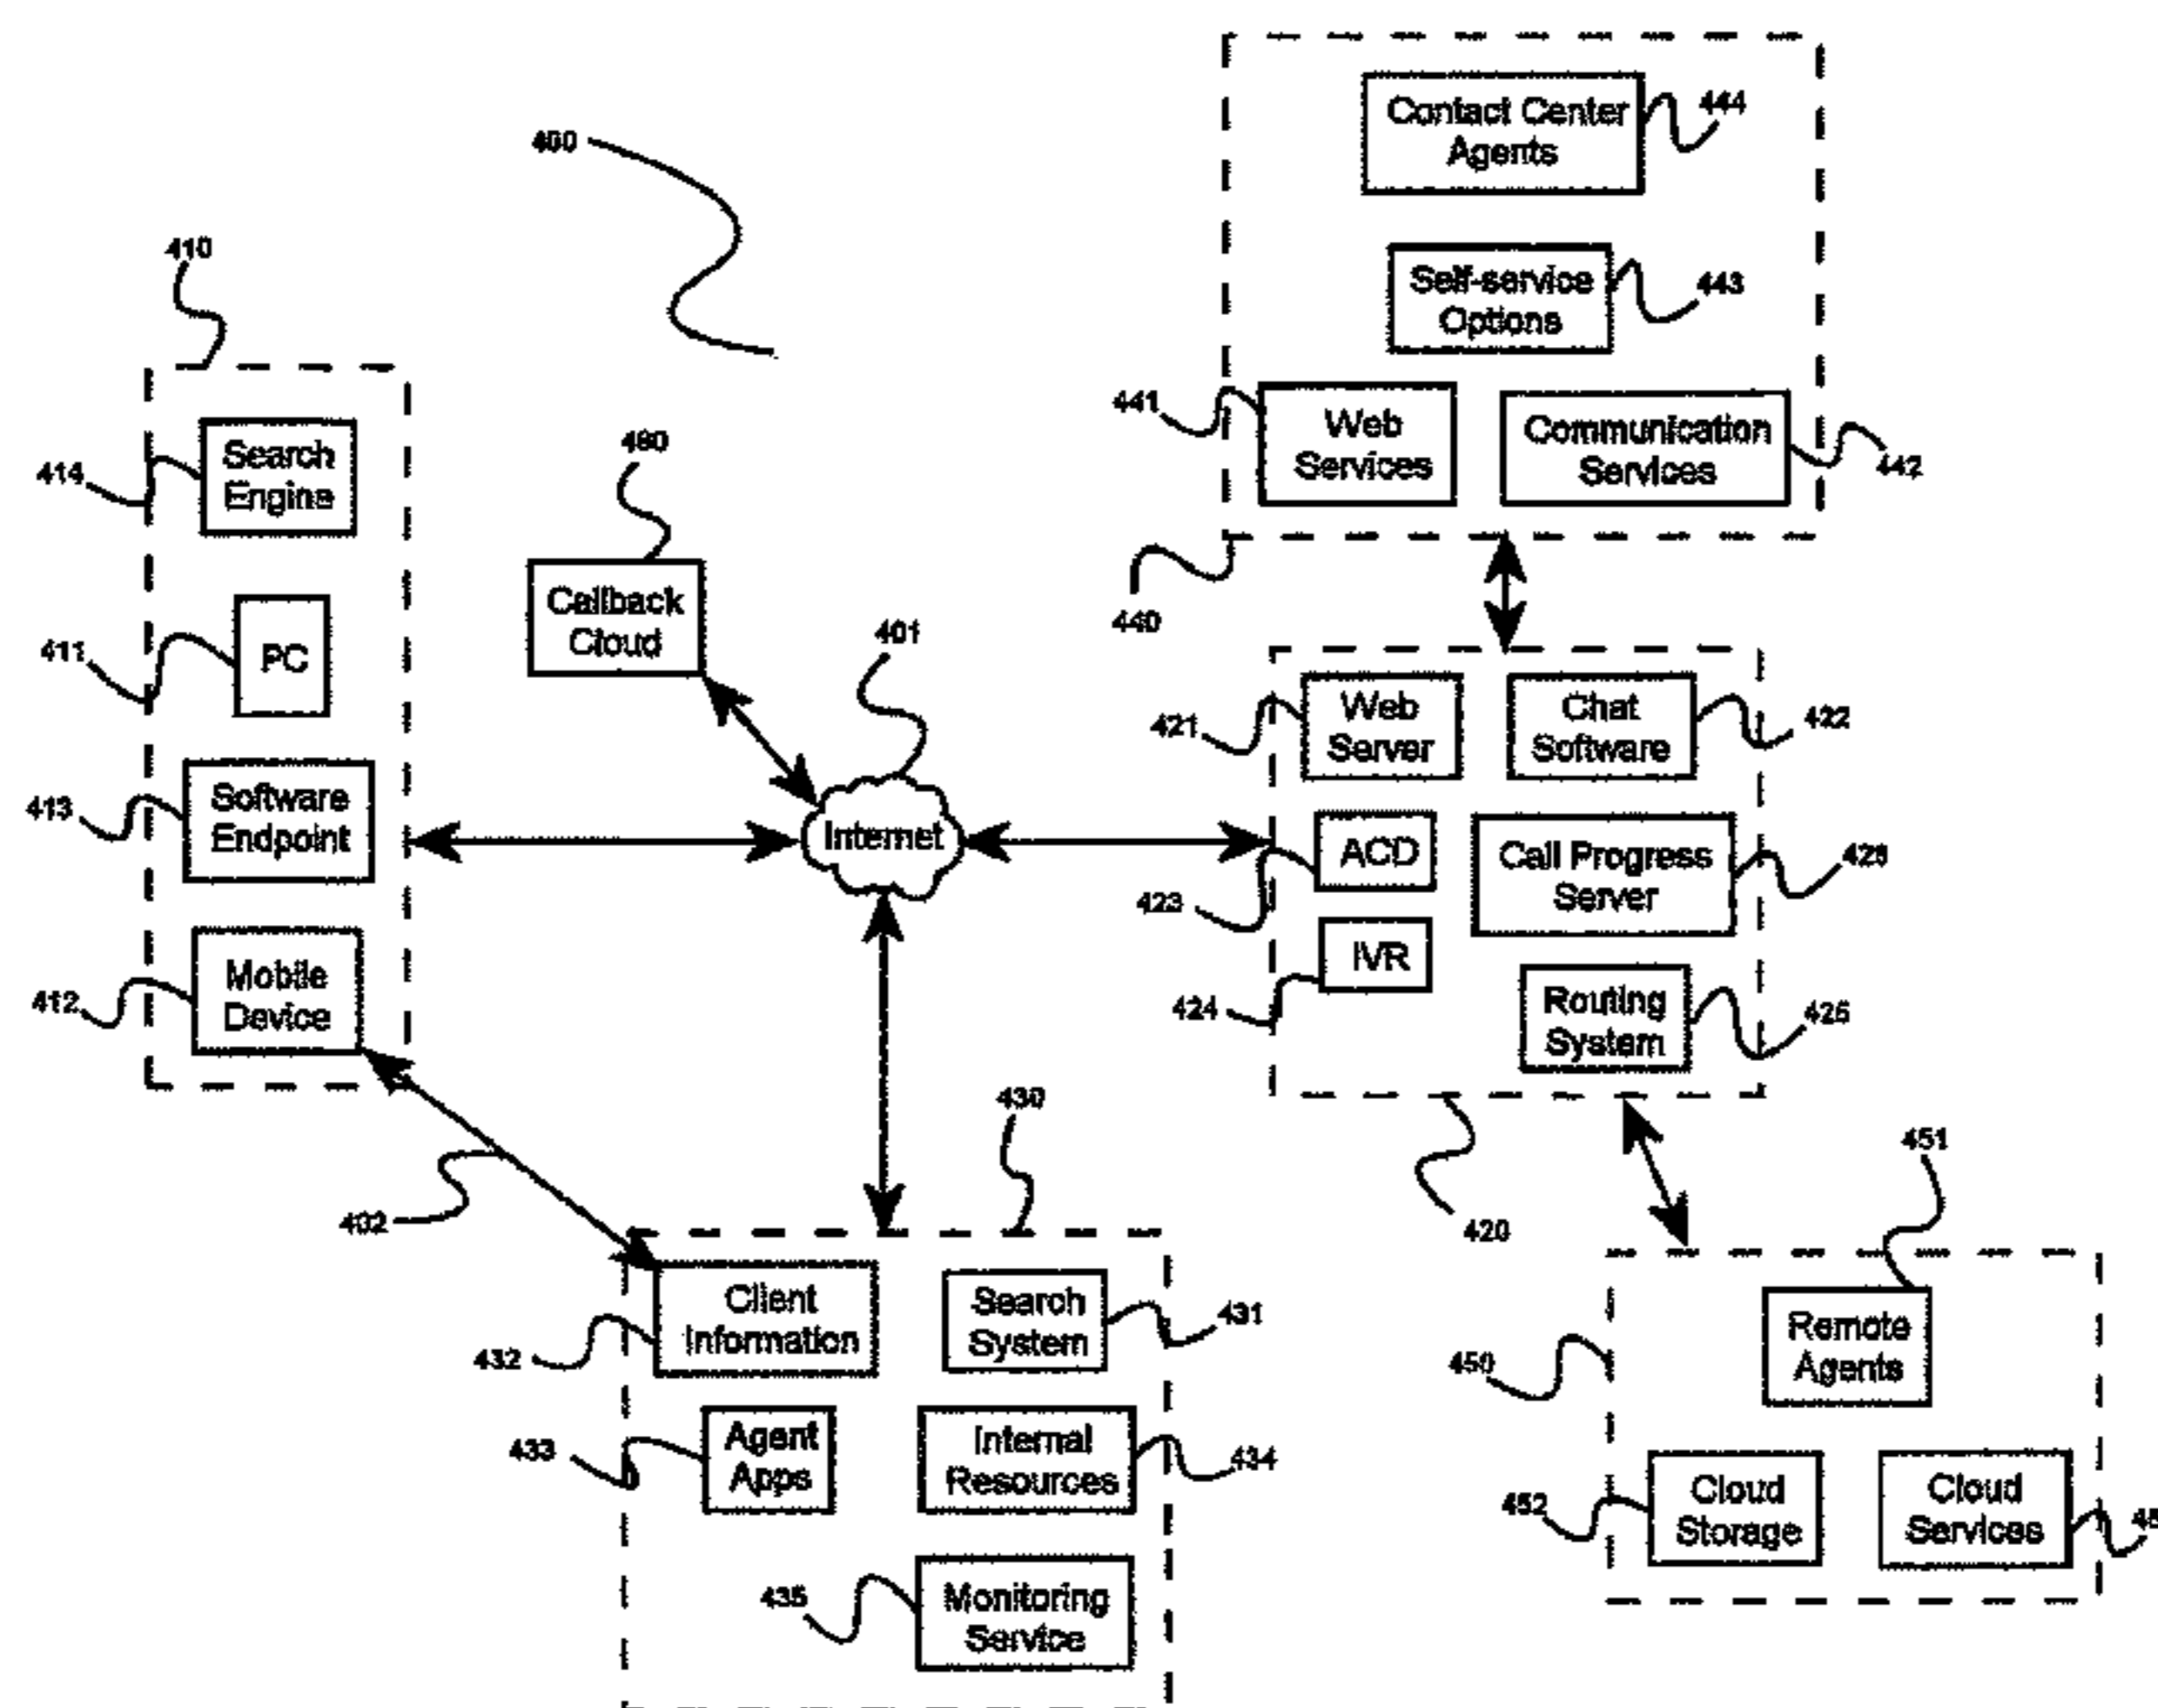 400
Contact Center
Agents
444
Self-service
Options
443
441
Web
Services
Communication
Services
442
440
410
Search
Engine
414
PC
411
Software
Endpoint
413
Mobile
Device
412
480
Callback
Cloud
401
Internet
402
421
Web
Server
Chat
Software
422
423
ACD
Call Progress
Server
IVR
424
Routing
System
420
430
Client
Information
432
Search
System
431
433
Agent
Apps
Internal
Resources
434
435
Monitoring
Service
451
450
Remote
Agents
452
Cloud
Storage
Cloud
Services